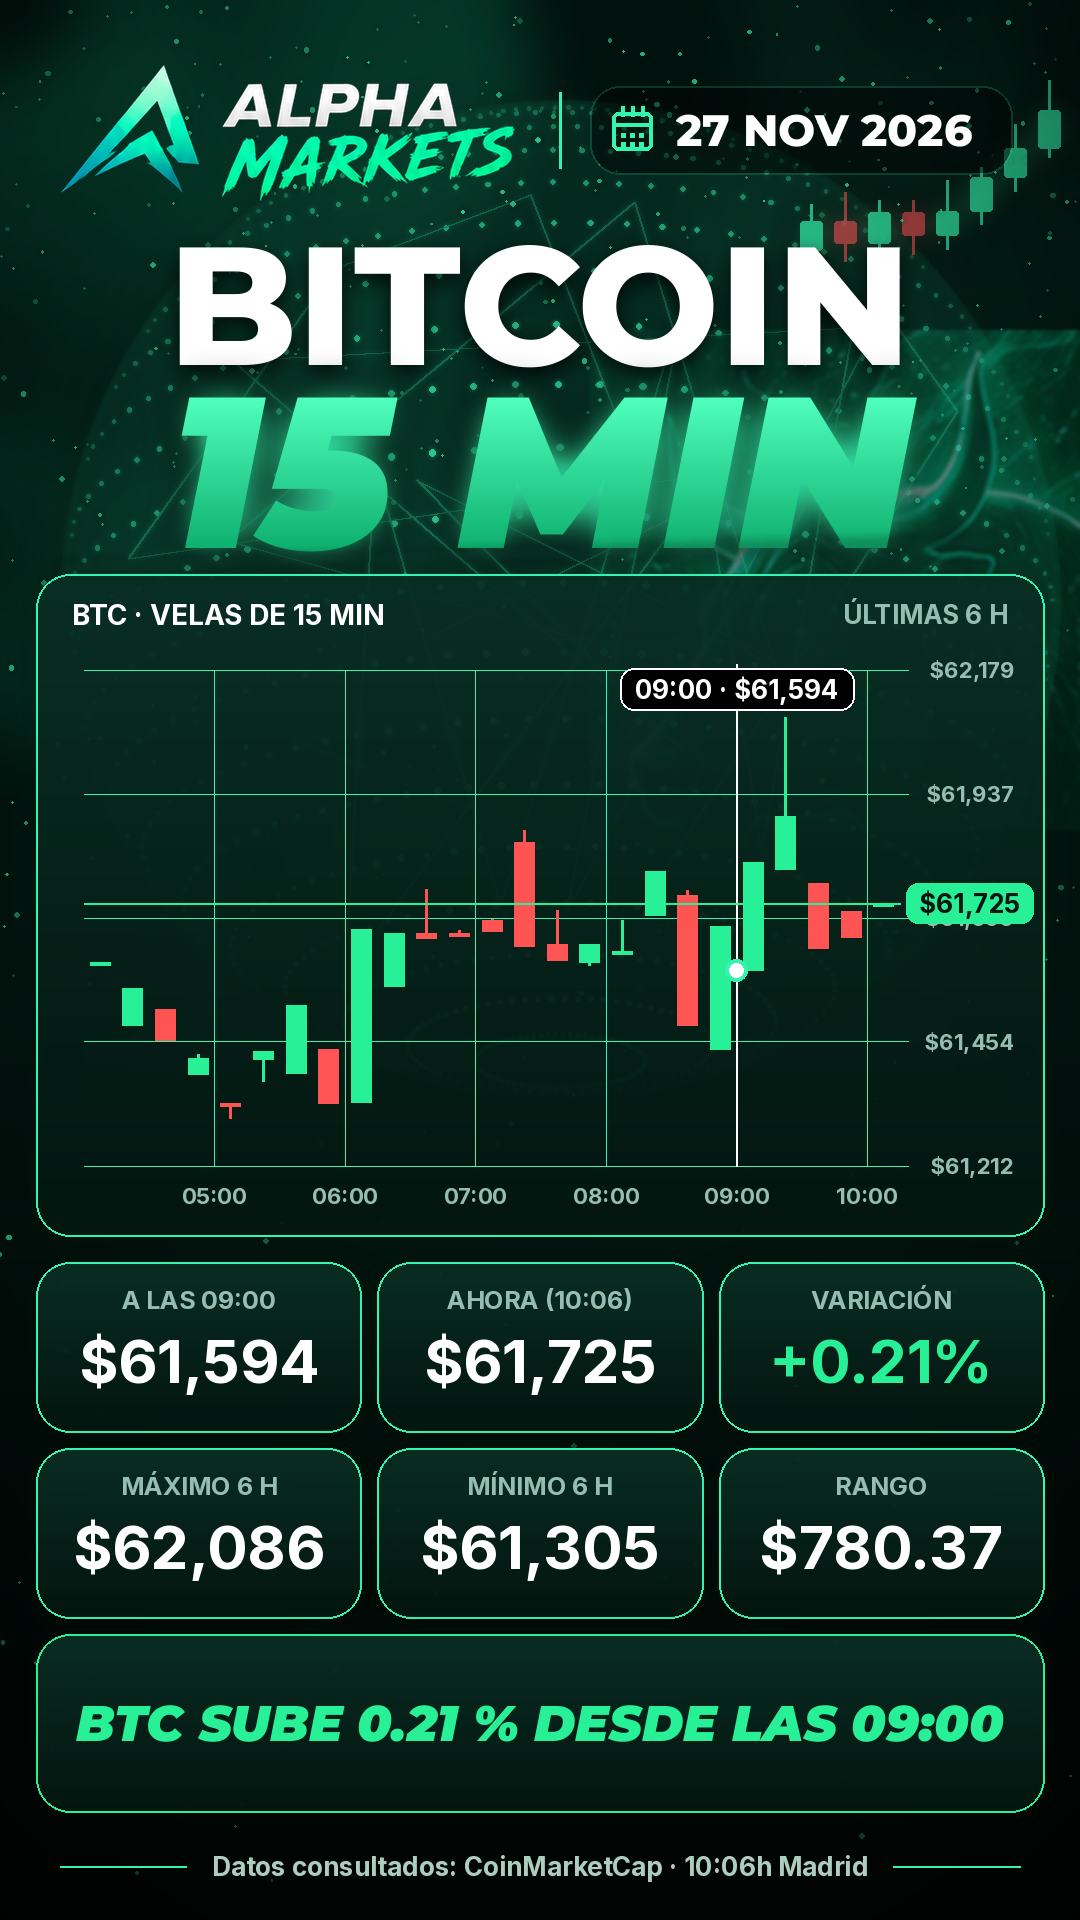 ALPHA
MARKETS
27 NOV 2026
BITCOIN
15 MIN
BTC · VELAS DE 15 MIN
ÚLTIMAS 6 H
09:00 · $61,594
$62,179
$61,937
$61,725
$61,454
$61,212
05:00 06:00 07:00 08:00 09:00 10:00
A LAS 09:00
$61,594
AHORA (10:06)
$61,725
VARIACIÓN
+0.21%
MÁXIMO 6 H
$62,086
MÍNIMO 6 H
$61,305
RANGO
$780.37
BTC SUBE 0.21 % DESDE LAS 09:00
Datos consultados: CoinMarketCap · 10:06h Madrid